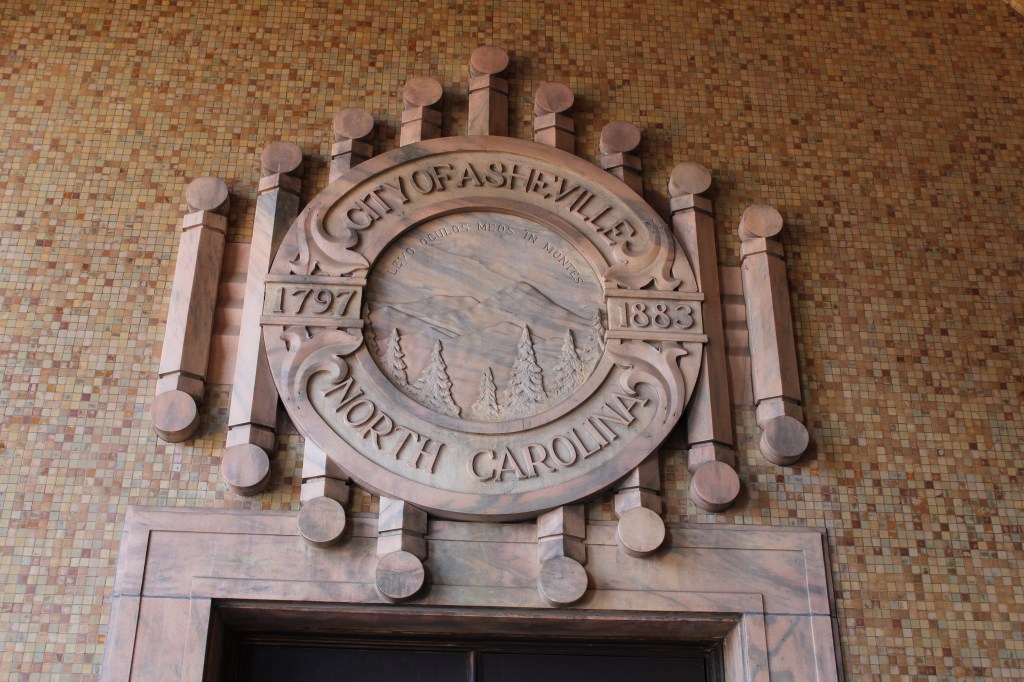 CITY OF ASHEVILLE
LEVO OCULOS MEOS IN MONTES
1797
1883
NORTH CAROLINA